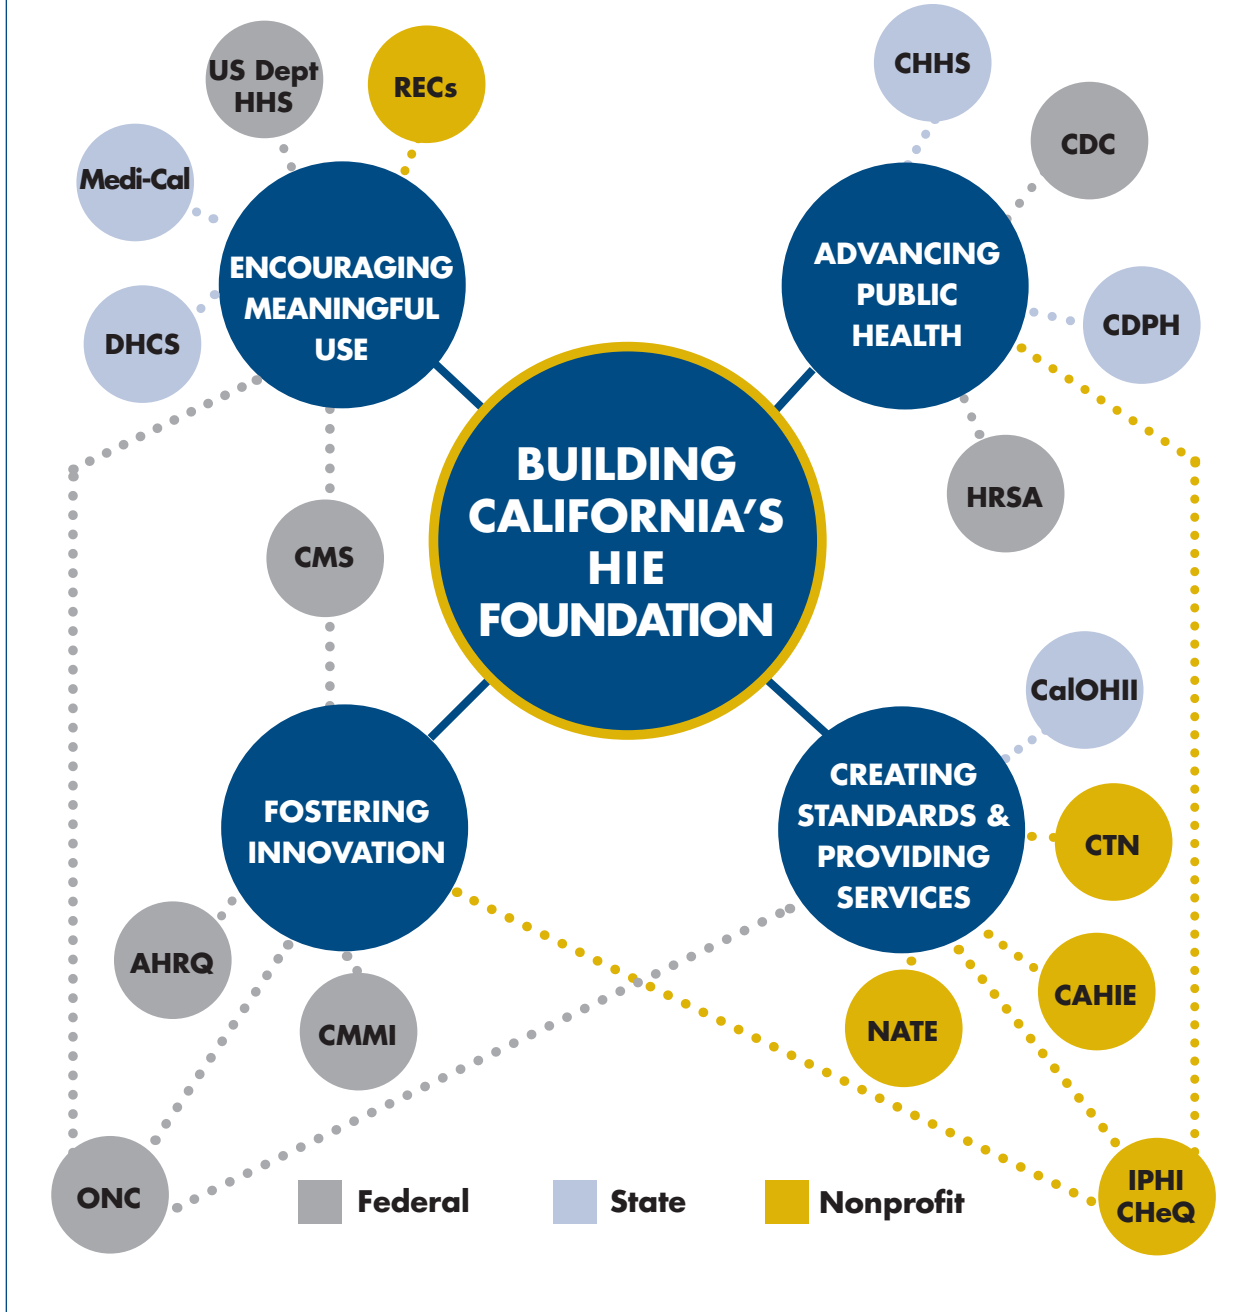 US Dept
HHS
RECs
CHHS
CDC
Medi-Cal
ENCOURAGING
MEANINGFUL
USE
ADVANCING
PUBLIC
HEALTH
DHCS
CDPH
BUILDING
CALIFORNIA’S
HIE
FOUNDATION
HRSA
CMS
CalOHII
FOSTERING
INNOVATION
CREATING
STANDARDS &
PROVIDING
SERVICES
CTN
AHRQ
CMMI
NATE
CAHIE
ONC
IPHI
CHeQ
Federal
State
Nonprofit